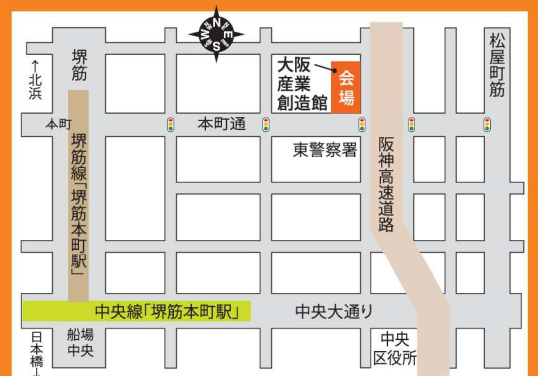 N
E
S
W
堺筋
↑北浜
大阪
産業
創造館
会場
松屋町筋
本町
本町通
東警察署
阪神高速道路
堺筋線「堺筋本町駅」
中央線「堺筋本町駅」
中央大通り
日本橋↓
船場
中央
中央
区役所